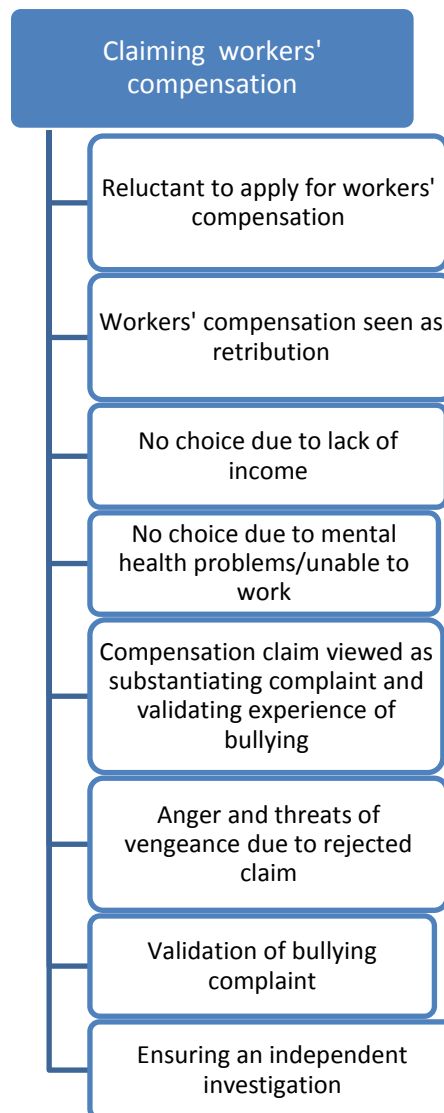 Claiming workers'
compensation
Reluctant to apply for workers'
compensation
Workers' compensation seen as
retribution
No choice due to lack of
income
No choice due to mental
health problems/unable to
work
Compensation claim viewed as
substantiating complaint and
validating experience of
bullying
Anger and threats of
vengeance due to rejected
claim
Validation of bullying
complaint
Ensuring an independent
investigation